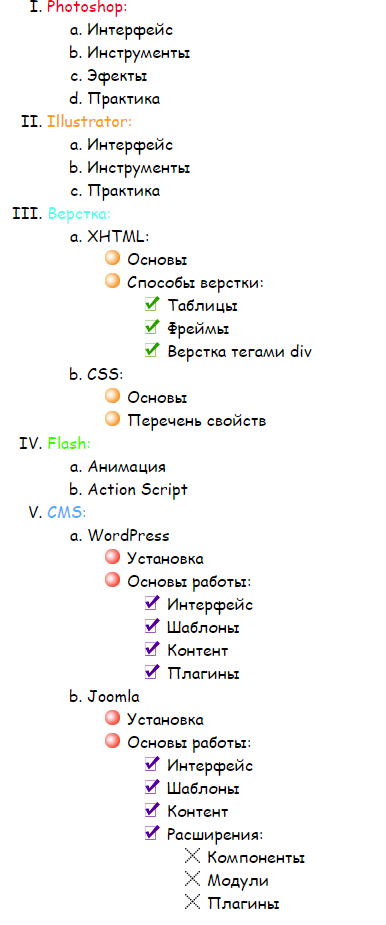 I. Photoshop:
a. Интерфейс
b. Инструменты
c. Эфекты
d. Практика
II. Illustrator:
a. Интерфейс
b. Инструменты
c. Практика
III. Верстка:
a. XHTML:
Основы
Способы верстки:
Таблицы
Фреймы
Верстка тегами div
b. CSS:
Основы
Перечень свойств
IV. Flash:
a. Анимация
b. Action Script
V. CMS:
a. WordPress
Установка
Основы работы:
Интерфейс
Шаблоны
Контент
Плагины
b. Joomla
Установка
Основы работы:
Интерфейс
Шаблоны
Контент
Расширения:
Компоненты
Модули
Плагины